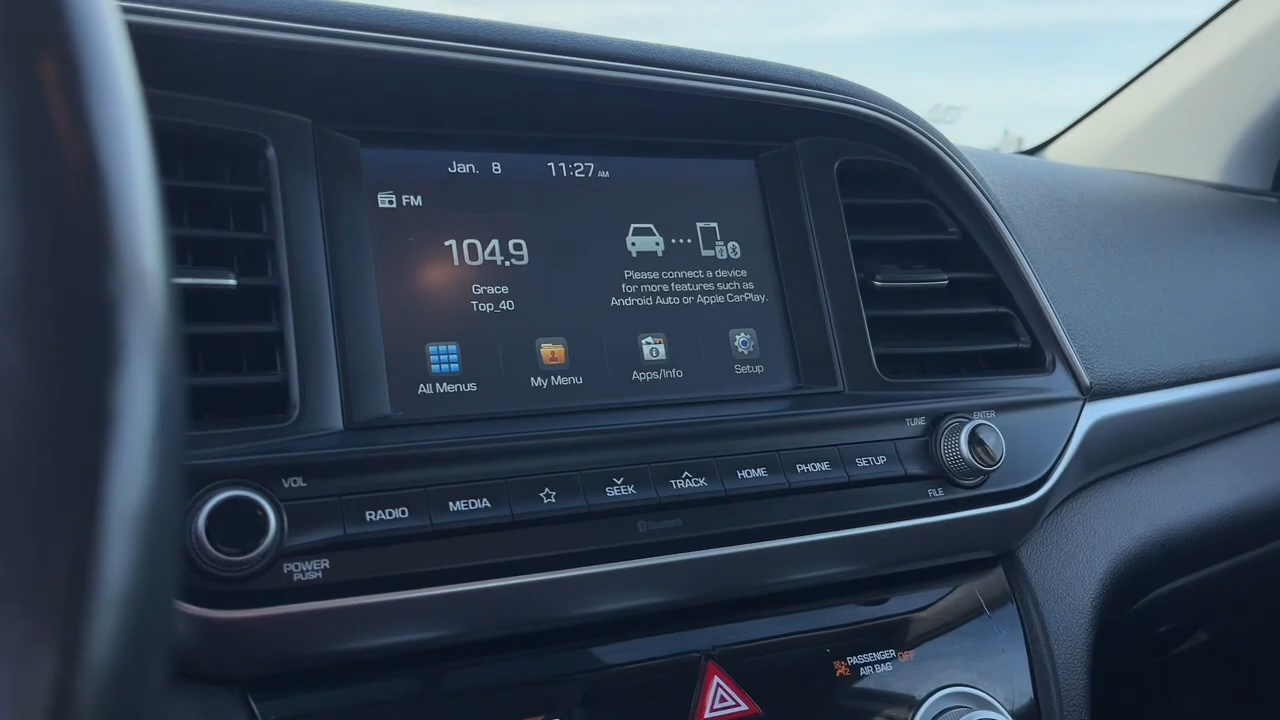 Jan. 8 11:27 AM
FM
104.9
Grace
Top_40
Please connect a device
for more features such as
Android Auto or Apple CarPlay.
All Menus
My Menu
Apps/Info
Setup
VOL
TUNE
ENTER
RADIO
MEDIA
SEEK
TRACK
HOME
PHONE
SETUP
FILE
Bluetooth
POWER
PUSH
PASSENGER OFF
AIR BAG